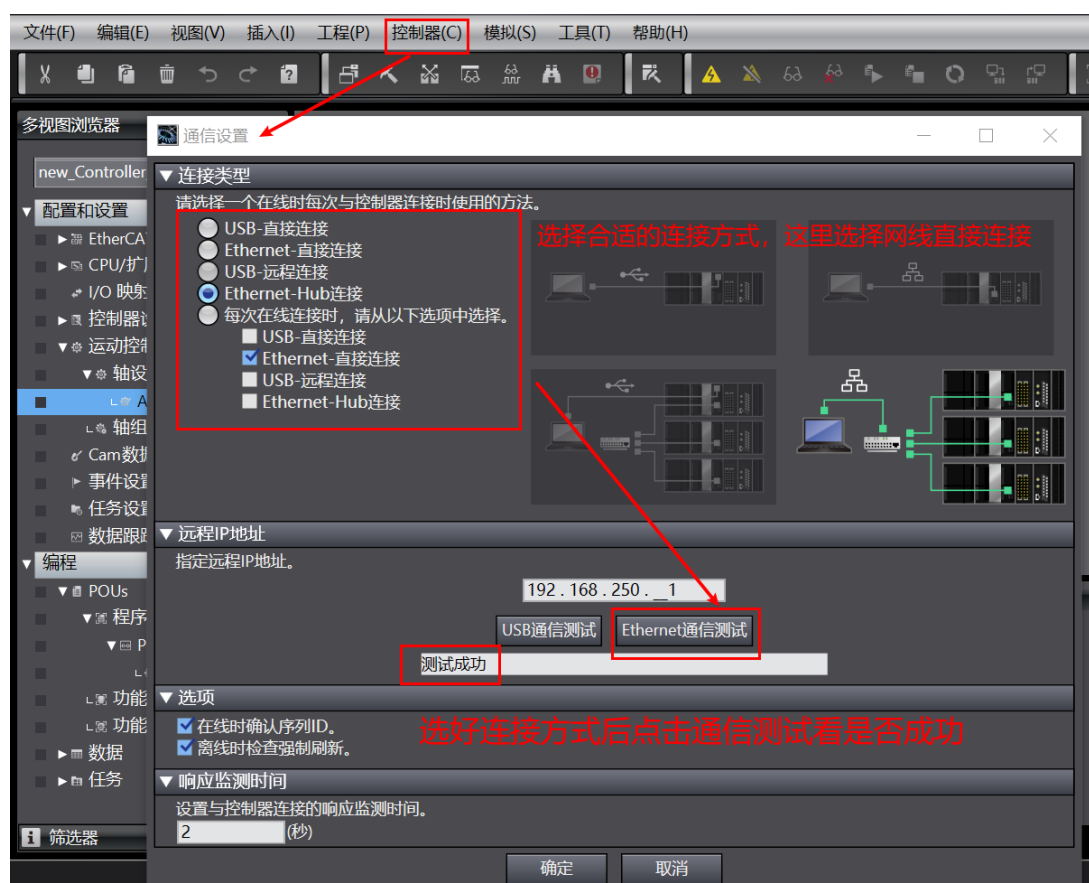 文件(F) 编辑(E) 视图(V) 插入(I) 工程(P) 控制器(C) 模拟(S) 工具(T) 帮助(H)
多视图浏览器
通信设置
new_Controller
▼连接类型
请选择一个在线时每次与控制器连接时使用的方法。
配置和设置
USB-直接连接
选择合适的连接方式，这里选择网线直接连接
EtherCA
Ethernet-直接连接
CPU/扩
USB-远程连接
I/O 映射
Ethernet-Hub连接
控制器设
每次在线连接时，请从以下选项中选择。
运动控制
USB-直接连接
Ethernet-直接连接
轴设
USB-远程连接
A
Ethernet-Hub连接
轴组
Cam数据
事件设置
任务设置
数据跟踪
▼远程IP地址
编程
指定远程IP地址。
POUs
192.168.250.__1
程序
USB通信测试 Ethernet通信测试
P
测试成功
功能
▼选项
功能
在线时确认序列ID。
选好连接方式后点击通信测试看是否成功
数据
离线时检查强制刷新。
任务
▼响应监测时间
设置与控制器连接的响应监测时间。
2 (秒)
筛选器
确定 取消